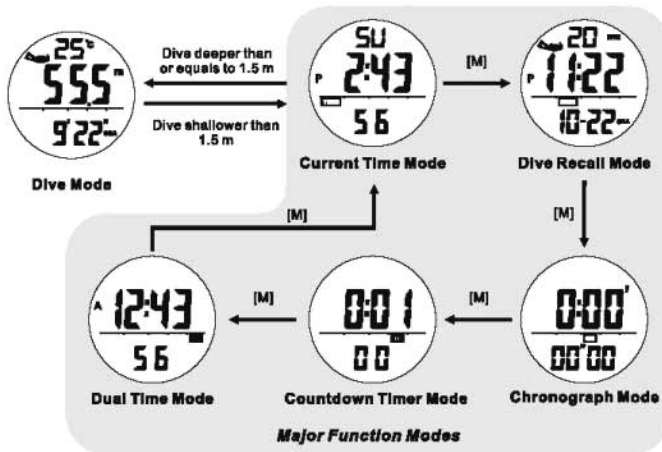 25°c
55.5 m
9'22"
Dive Mode
Dive deeper than
or equals to 1.5 m
Dive shallower than
1.5 m
SU
P 2:43
56
Current Time Mode
[M]
20
P 11:22
10-22
Dive Recall Mode
[M]
0:00'
00"00
Chronograph Mode
[M]
0:01
00
Countdown Timer Mode
[M]
A 12:43
56
Dual Time Mode
[M]
Major Function Modes